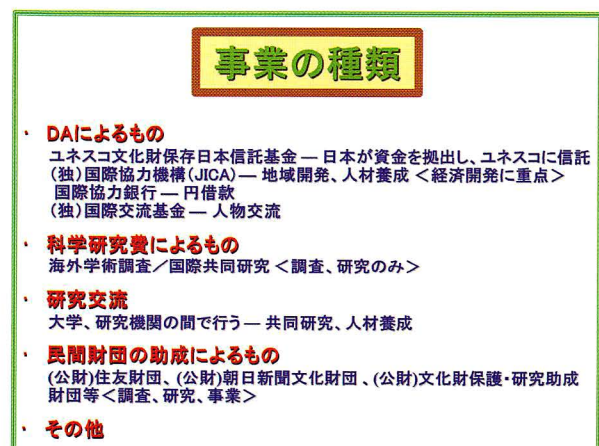 事業の種類
・ DAによるもの
ユネスコ文化財保存日本信託基金 ― 日本が資金を拠出し、ユネスコに信託
(独)国際協力機構(JICA) ― 地域開発、人材養成 <経済開発に重点>
国際協力銀行 ― 円借款
(独)国際交流基金 ― 人物交流
・ 科学研究費によるもの
海外学術調査/国際共同研究 <調査、研究のみ>
・ 研究交流
大学、研究機関の間で行う ― 共同研究、人材養成
・ 民間財団の助成によるもの
(公財)住友財団、(公財)朝日新聞文化財団 、(公財)文化財保護・研究助成
財団等<調査、研究、事業>
・ その他